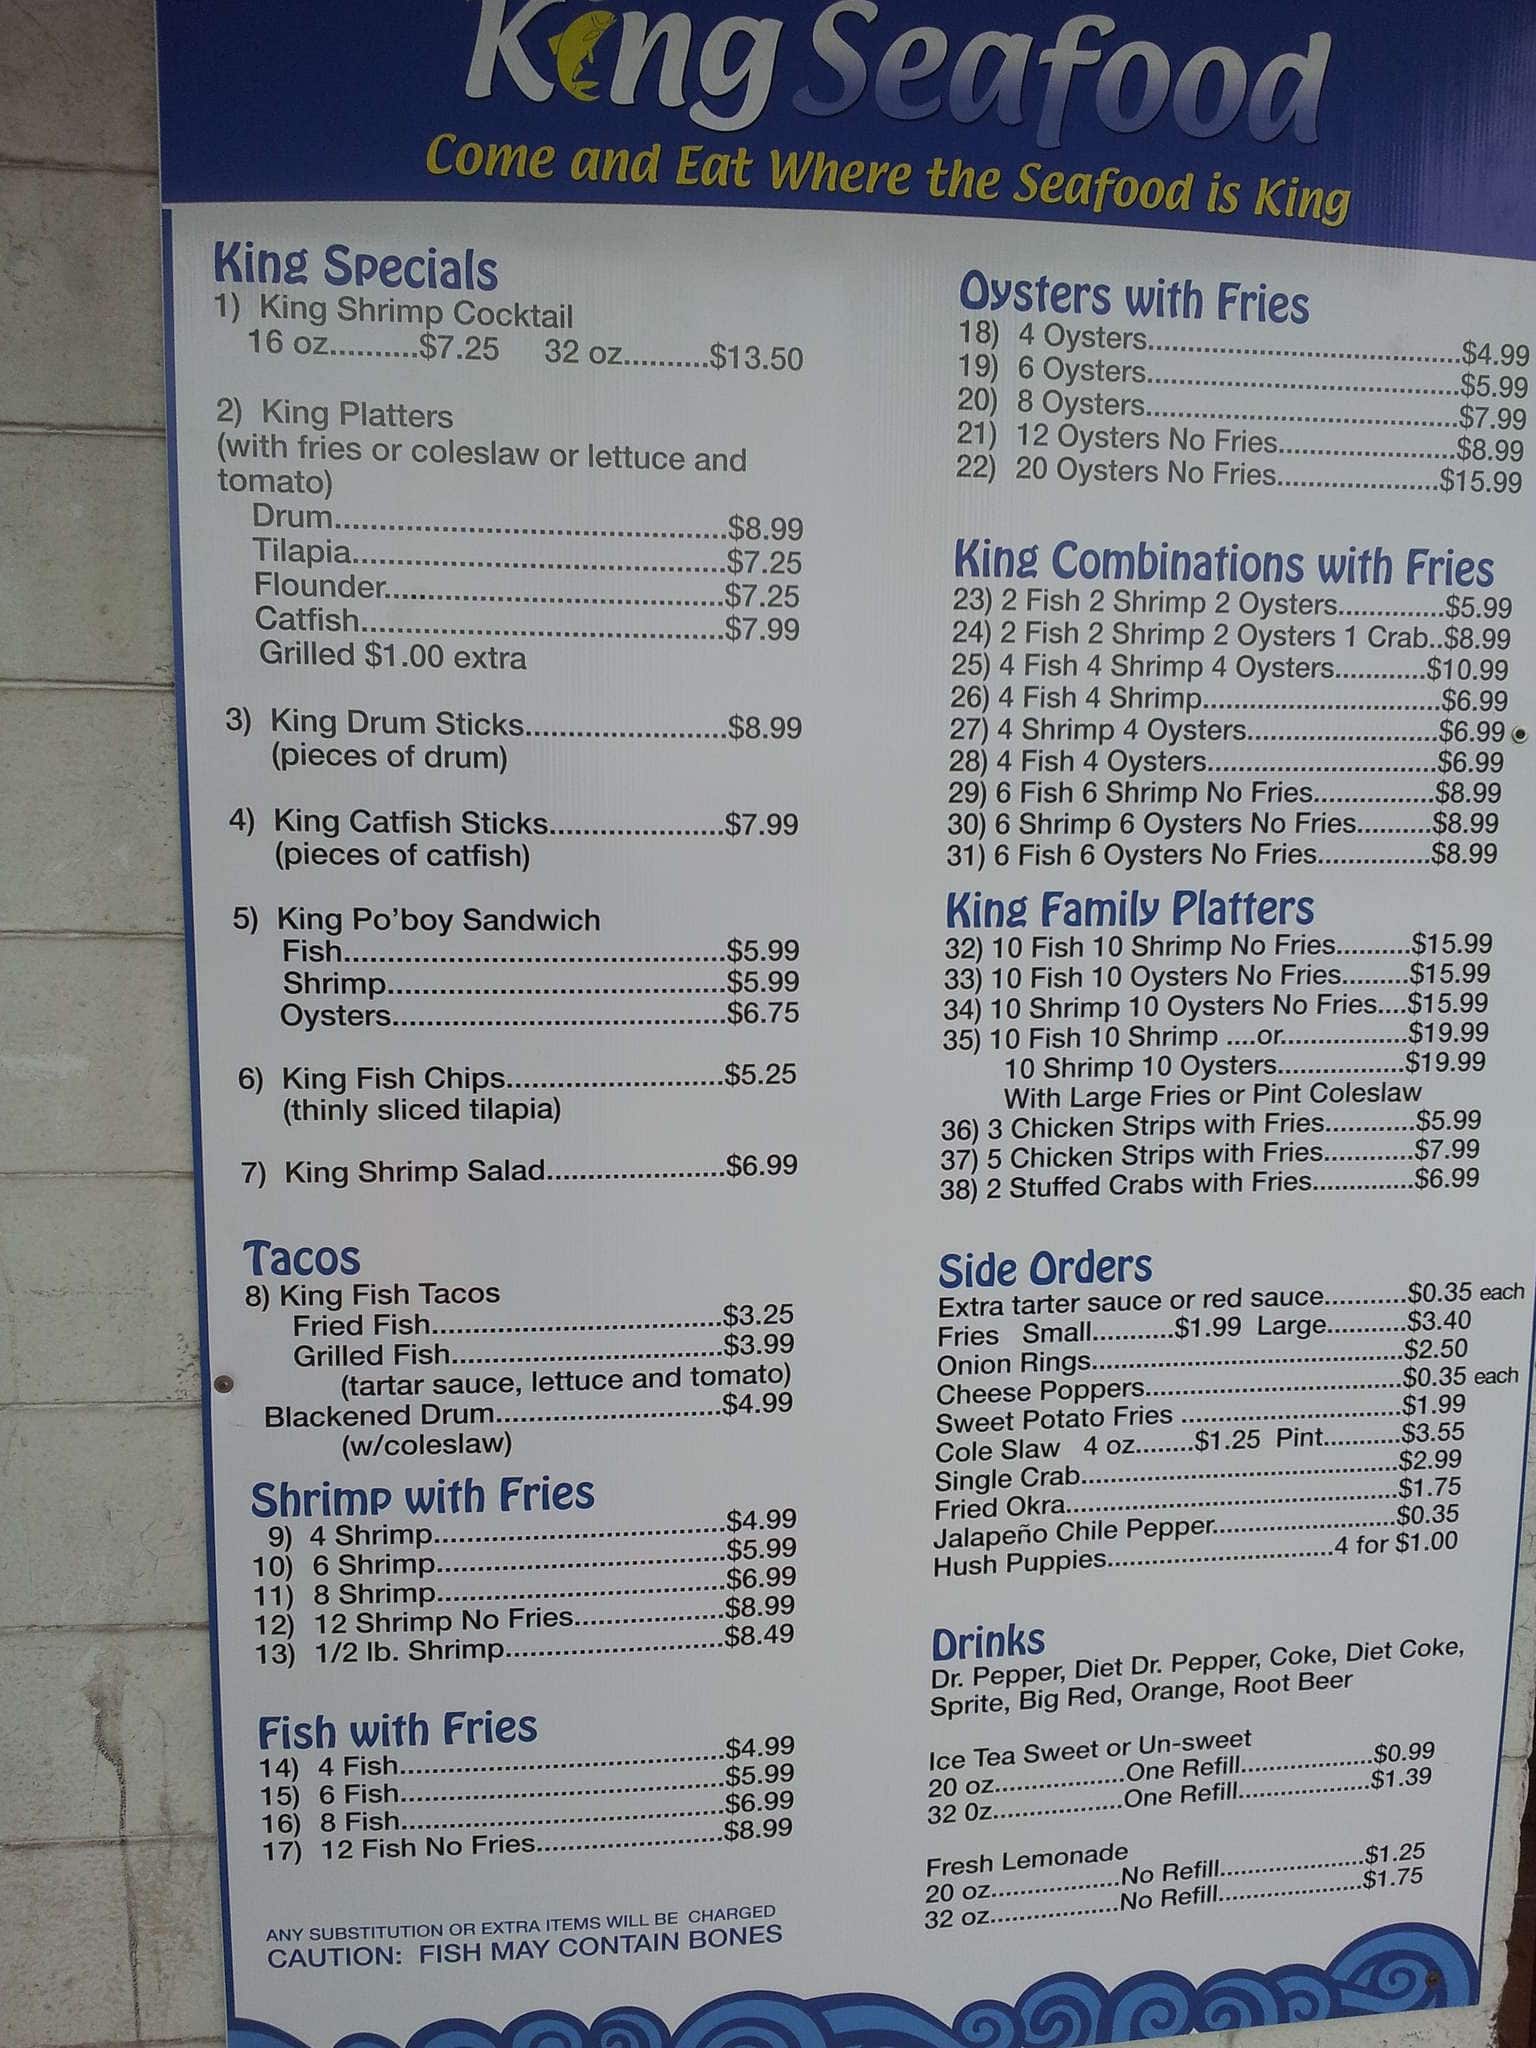 King Seafood
Come and Eat Where the Seafood is King
King Specials
1) King Shrimp Cocktail
16 oz..........$7.25 32 oz..........$13.50
2) King Platters
(with fries or coleslaw or lettuce and
tomato)
Drum..........$8.99
Tilapia..........$7.25
Flounder..........$7.25
Catfish..........$7.99
Grilled $1.00 extra
3) King Drum Sticks..........$8.99
(pieces of drum)
4) King Catfish Sticks..........$7.99
(pieces of catfish)
5) King Po'boy Sandwich
Fish..........$5.99
Shrimp..........$5.99
Oysters..........$6.75
6) King Fish Chips..........$5.25
(thinly sliced tilapia)
7) King Shrimp Salad..........$6.99
Tacos
8) King Fish Tacos
Fried Fish..........$3.25
Grilled Fish..........$3.99
(tartar sauce, lettuce and tomato)
Blackened Drum..........$4.99
(w/coleslaw)
Shrimp with Fries
9) 4 Shrimp..........$4.99
10) 6 Shrimp..........$5.99
11) 8 Shrimp..........$6.99
12) 12 Shrimp No Fries..........$8.99
13) 1/2 lb. Shrimp..........$8.49
Fish with Fries
14) 4 Fish..........$4.99
15) 6 Fish..........$5.99
16) 8 Fish..........$6.99
17) 12 Fish No Fries..........$8.99
ANY SUBSTITUTION OR EXTRA ITEMS WILL BE CHARGED
CAUTION: FISH MAY CONTAIN BONES
Oysters with Fries
18) 4 Oysters..........$4.99
19) 6 Oysters..........$5.99
20) 8 Oysters..........$7.99
21) 12 Oysters No Fries..........$8.99
22) 20 Oysters No Fries..........$15.99
King Combinations with Fries
23) 2 Fish 2 Shrimp 2 Oysters..........$5.99
24) 2 Fish 2 Shrimp 2 Oysters 1 Crab..$8.99
25) 4 Fish 4 Shrimp 4 Oysters..........$10.99
26) 4 Fish 4 Shrimp..........$6.99
27) 4 Shrimp 4 Oysters..........$6.99
28) 4 Fish 4 Oysters..........$6.99
29) 6 Fish 6 Shrimp No Fries..........$8.99
30) 6 Shrimp 6 Oysters No Fries..........$8.99
31) 6 Fish 6 Oysters No Fries..........$8.99
King Family Platters
32) 10 Fish 10 Shrimp No Fries..........$15.99
33) 10 Fish 10 Oysters No Fries........$15.99
34) 10 Shrimp 10 Oysters No Fries....$15.99
35) 10 Fish 10 Shrimp ....or..........$19.99
10 Shrimp 10 Oysters..........$19.99
With Large Fries or Pint Coleslaw
36) 3 Chicken Strips with Fries..........$5.99
37) 5 Chicken Strips with Fries..........$7.99
38) 2 Stuffed Crabs with Fries..........$6.99
Side Orders
Extra tarter sauce or red sauce..........$0.35 each
Fries Small..........$1.99 Large..........$3.40
Onion Rings..........$2.50
Cheese Poppers..........$0.35 each
Sweet Potato Fries ..........$1.99
Cole Slaw 4 oz........$1.25 Pint..........$3.55
Single Crab..........$2.99
Fried Okra..........$1.75
Jalapeño Chile Pepper..........$0.35
Hush Puppies..........4 for $1.00
Drinks
Dr. Pepper, Diet Dr. Pepper, Coke, Diet Coke,
Sprite, Big Red, Orange, Root Beer
Ice Tea Sweet or Un-sweet
20 oz..........One Refill..........$0.99
32 0z..........One Refill..........$1.39
Fresh Lemonade
20 oz..........No Refill..........$1.25
32 oz..........No Refill..........$1.75